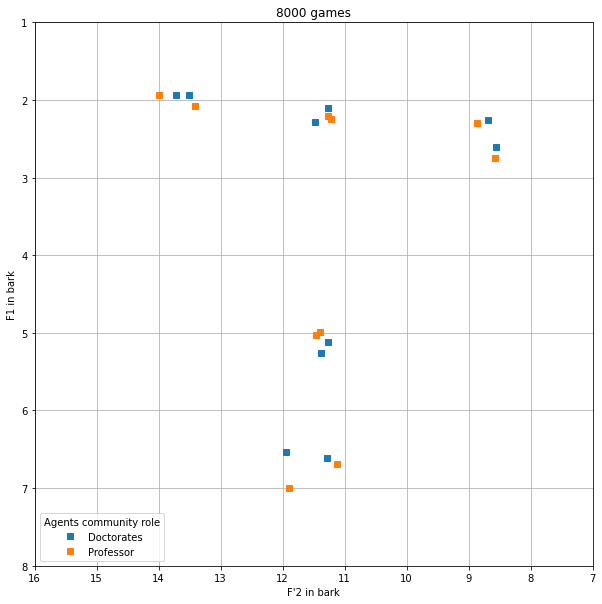 8000 games
1
2
3
4
5
6
7
8
F1 in bark
Agents community role
Doctorates
Professor
16 15 14 13 12 11 10 9 8 7
F'2 in bark